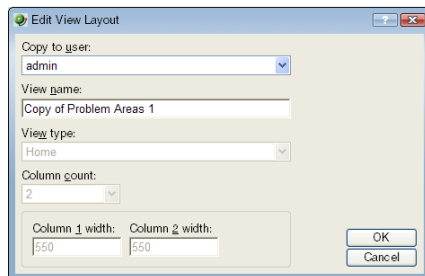 Edit View Layout
Copy to user:
admin
View name:
Copy of Problem Areas 1
View type:
Home
Column count:
2
Column 1 width: Column 2 width:
550 550
OK
Cancel